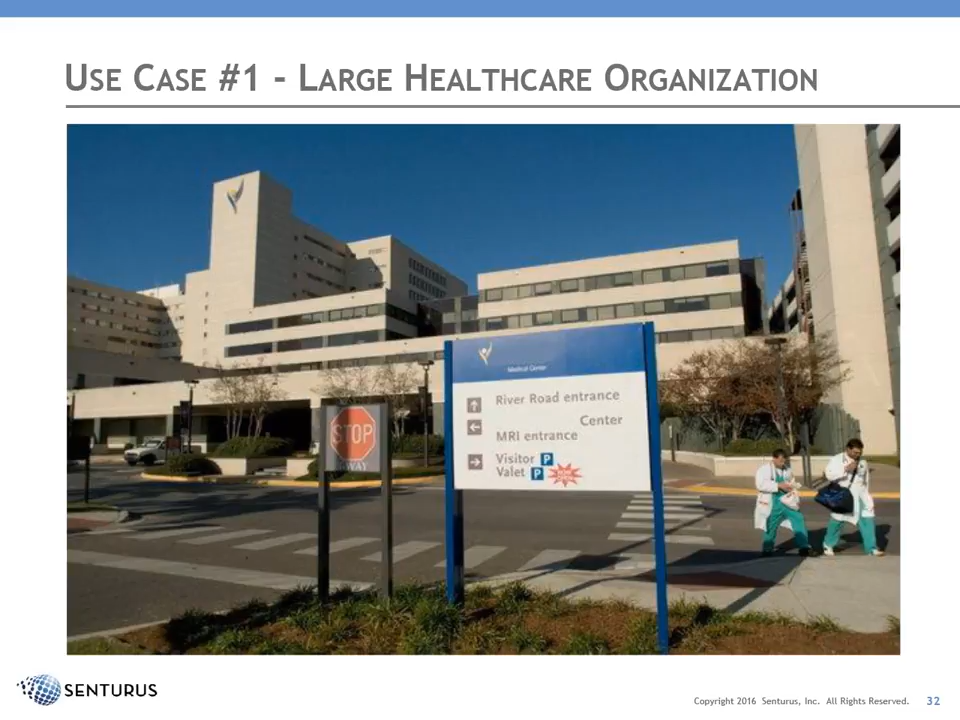 USE CASE #1 - LARGE HEALTHCARE ORGANIZATION
Medical Center
River Road entrance
Center
MRI entrance
Visitor P
Valet P
STOP
WAY
SENTURUS
Copyright 2016 Senturus, Inc. All Rights Reserved. 32